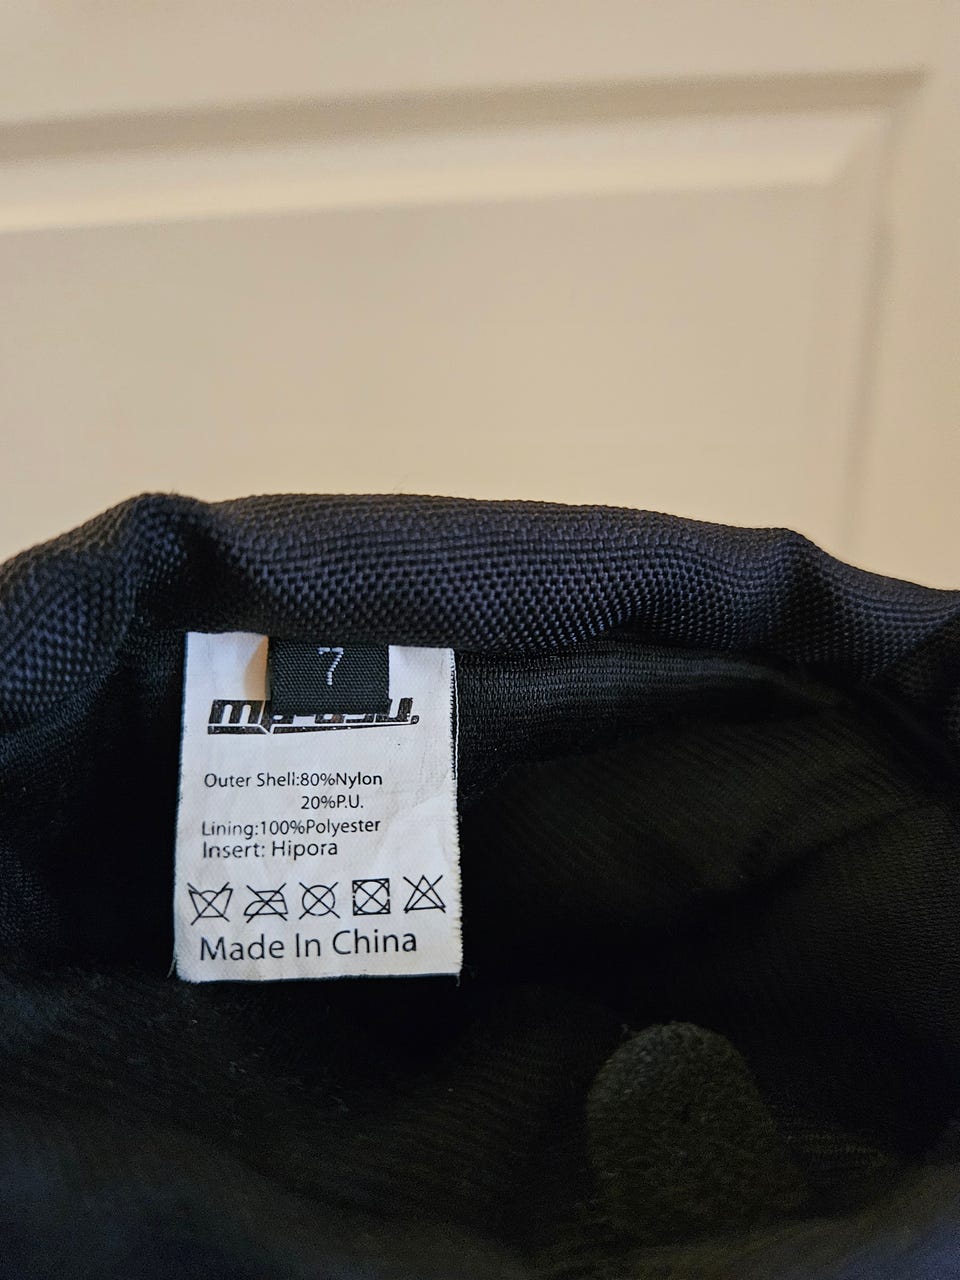 7
Outer Shell:80%Nylon
20%P.U.
Lining:100%Polyester
Insert: Hipora
Made In China